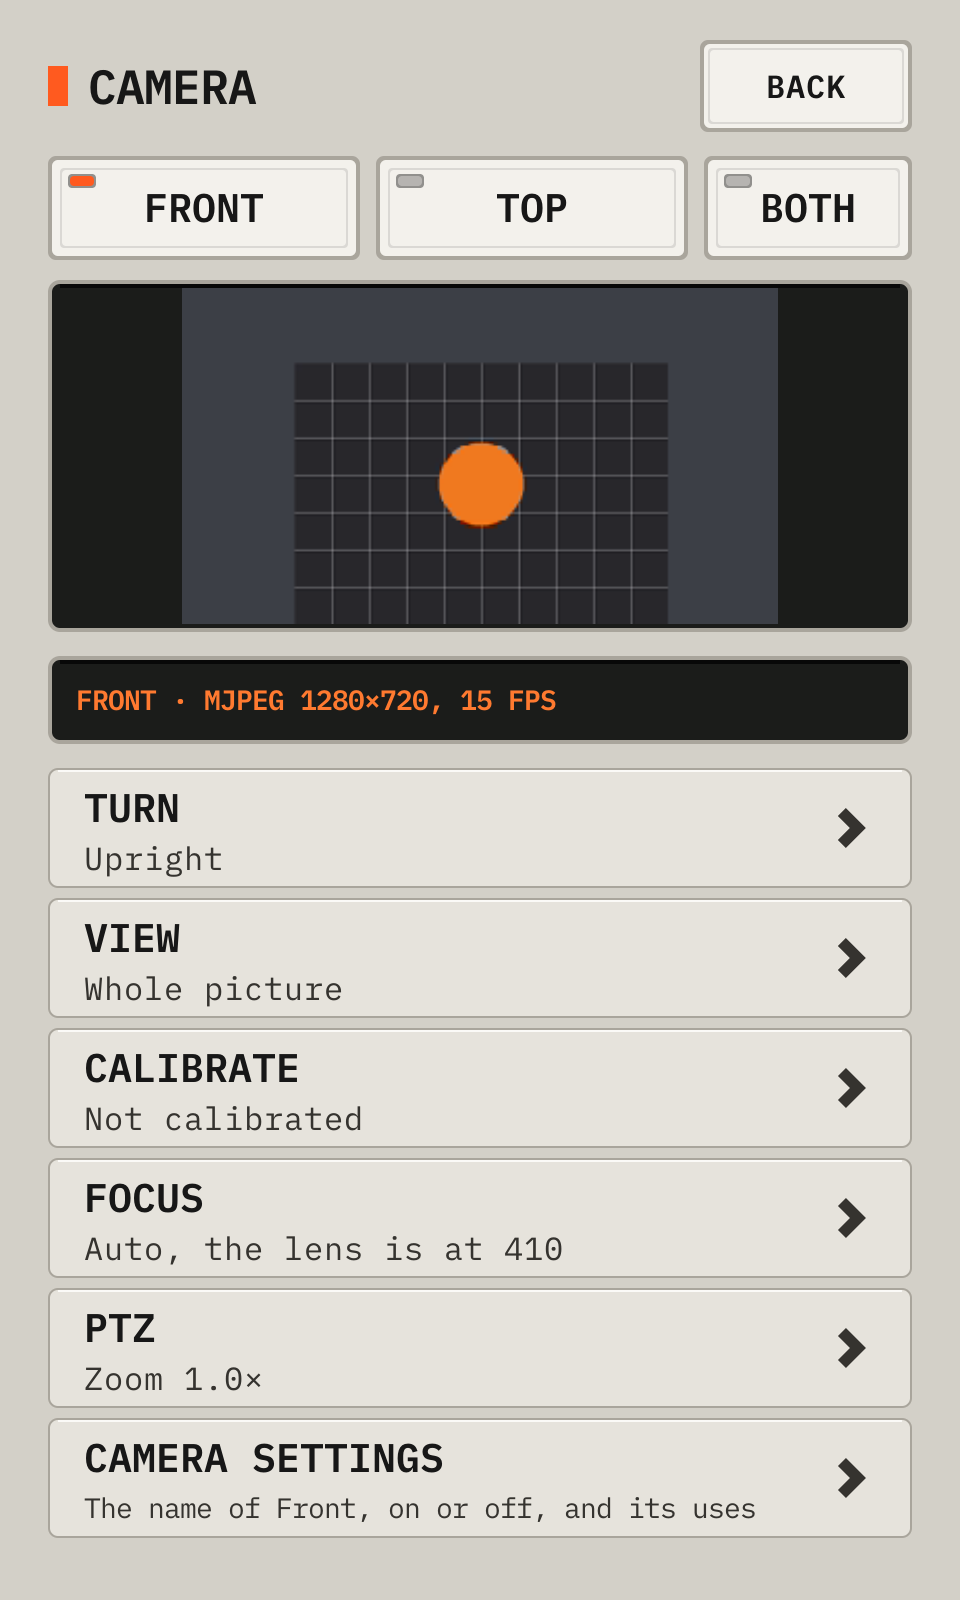 CAMERA
BACK
FRONT
TOP
BOTH
FRONT · MJPEG 1280×720, 15 FPS
TURN
Upright
VIEW
Whole picture
CALIBRATE
Not calibrated
FOCUS
Auto, the lens is at 410
PTZ
Zoom 1.0×
CAMERA SETTINGS
The name of Front, on or off, and its uses